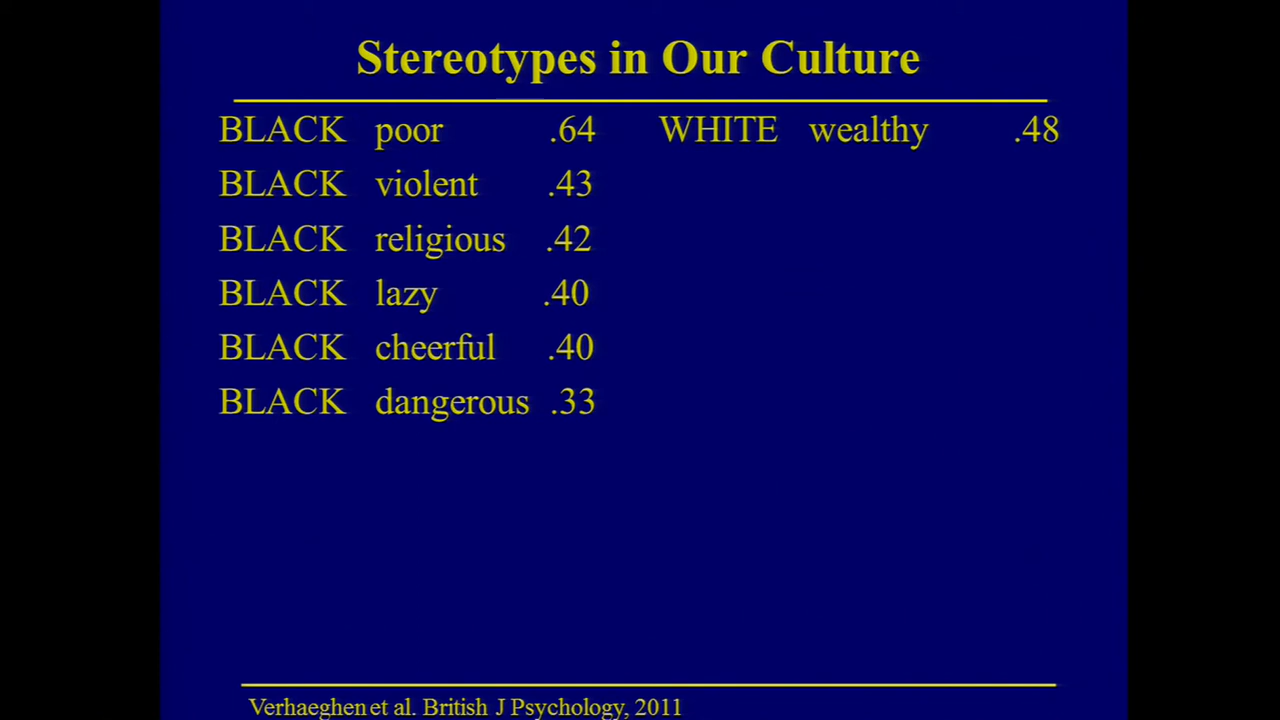 Stereotypes in Our Culture
BLACK poor .64 WHITE wealthy .48
BLACK violent .43
BLACK religious .42
BLACK lazy .40
BLACK cheerful .40
BLACK dangerous .33
Verhaeghen et al. British J Psychology, 2011